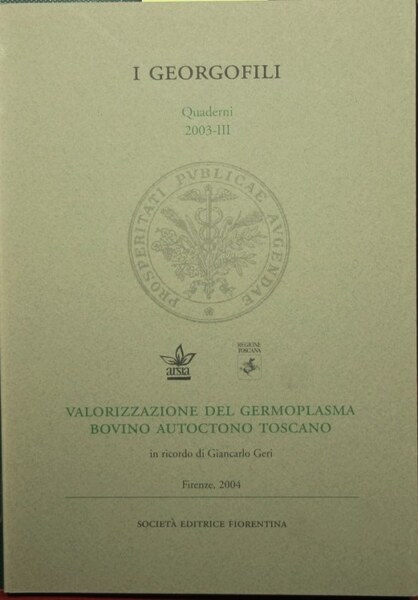 I GEORGOFILI
Quaderni
2003-III
PROSPERITATI PVBLICAE AVGENDAE
arsia
REGIONE
TOSCANA
VALORIZZAZIONE DEL GERMOPLASMA
BOVINO AUTOCTONO TOSCANO
in ricordo di Giancarlo Geri
Firenze, 2004
SOCIETÀ EDITRICE FIORENTINA